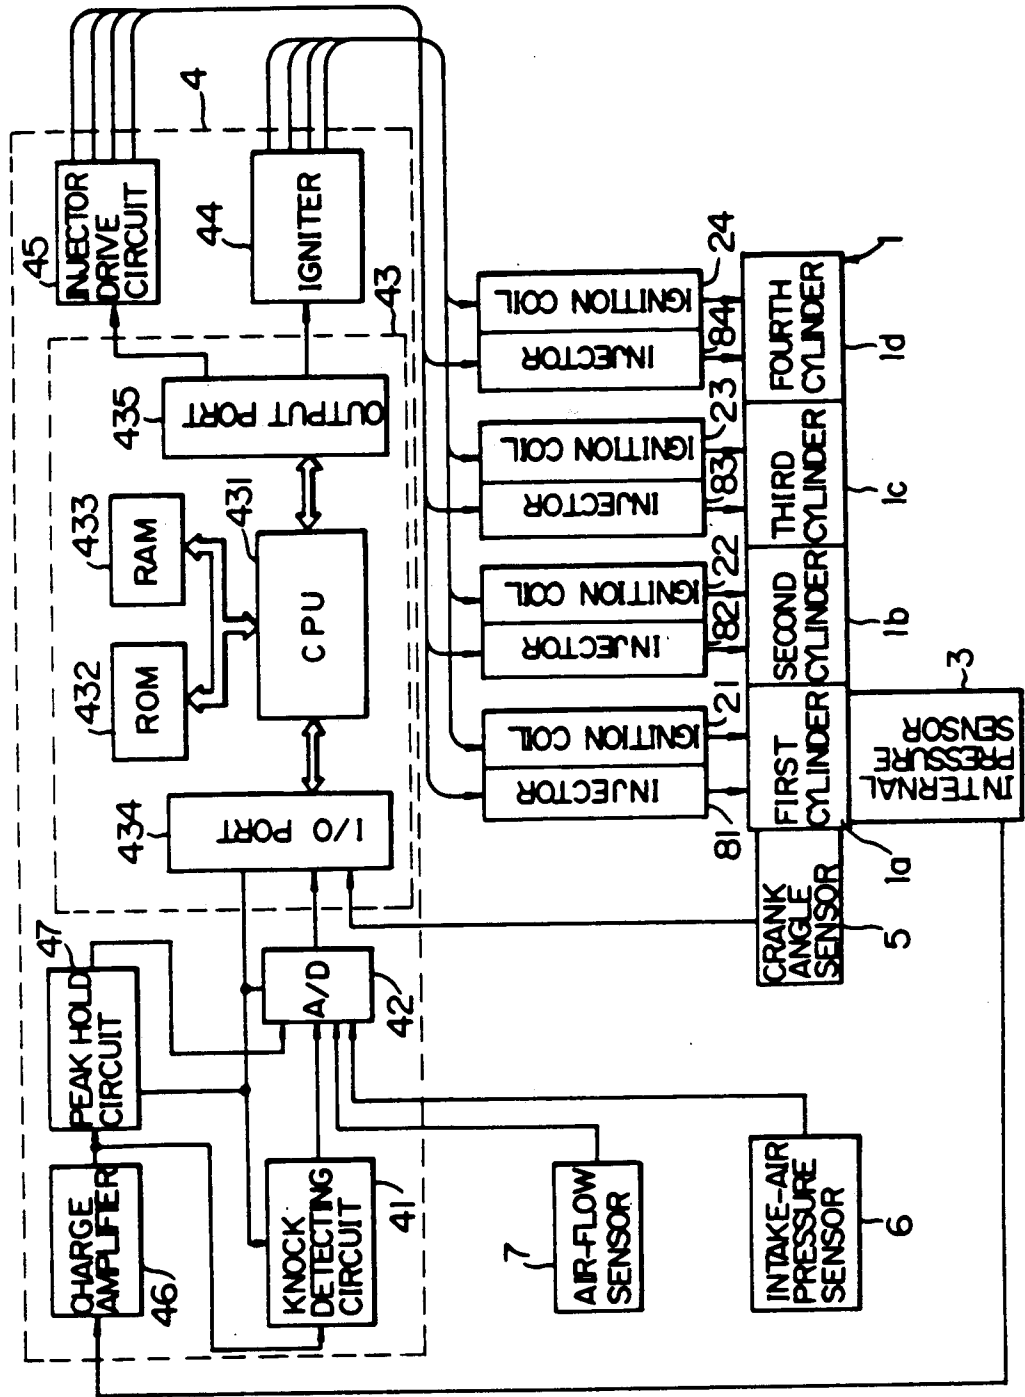 CHARGE
AMPLIFIER
46
PEAK HOLD
CIRCUIT
47
KNOCK
DETECTING
CIRCUIT
41
A/D
42
I/O PORT
434
ROM
432
RAM
433
CPU
431
OUTPUT PORT
435
43
INJECTOR
DRIVE
CIRCUIT
45
IGNITER
44
4
AIR-FLOW
SENSOR
7
INTAKE-AIR
PRESSURE
SENSOR
6
INJECTOR
81
IGNITION
COIL
21
INJECTOR
82
IGNITION
COIL
22
INJECTOR
83
IGNITION
COIL
23
INJECTOR
84
IGNITION
COIL
24
CRANK
ANGLE
SENSOR
5
FIRST
CYLINDER
1a
SECOND
CYLINDER
1b
THIRD
CYLINDER
1c
FOURTH
CYLINDER
1d
1
INTERNAL
PRESSURE
SENSOR
3